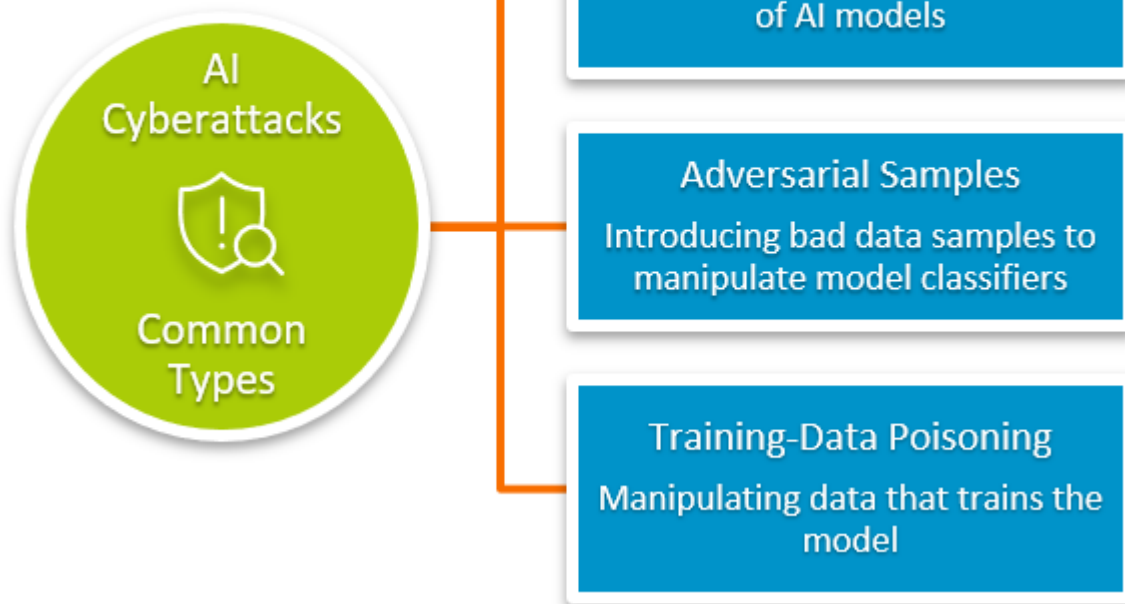 AI
Cyberattacks
Common
Types
of AI models
Adversarial Samples
Introducing bad data samples to
manipulate model classifiers
Training-Data Poisoning
Manipulating data that trains the
model